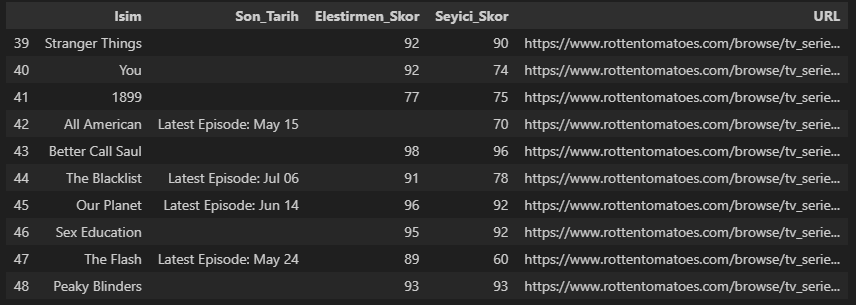 Isim Son_Tarih Elestirmen_Skor Seyici_Skor URL
39 Stranger Things 92 90 https://www.rottentomatoes.com/browse/tv_serie...
40 You 92 74 https://www.rottentomatoes.com/browse/tv_serie...
41 1899 77 75 https://www.rottentomatoes.com/browse/tv_serie...
42 All American Latest Episode: May 15 70 https://www.rottentomatoes.com/browse/tv_serie...
43 Better Call Saul 98 96 https://www.rottentomatoes.com/browse/tv_serie...
44 The Blacklist Latest Episode: Jul 06 91 78 https://www.rottentomatoes.com/browse/tv_serie...
45 Our Planet Latest Episode: Jun 14 96 92 https://www.rottentomatoes.com/browse/tv_serie...
46 Sex Education 95 92 https://www.rottentomatoes.com/browse/tv_serie...
47 The Flash Latest Episode: May 24 89 60 https://www.rottentomatoes.com/browse/tv_serie...
48 Peaky Blinders 93 93 https://www.rottentomatoes.com/browse/tv_serie...